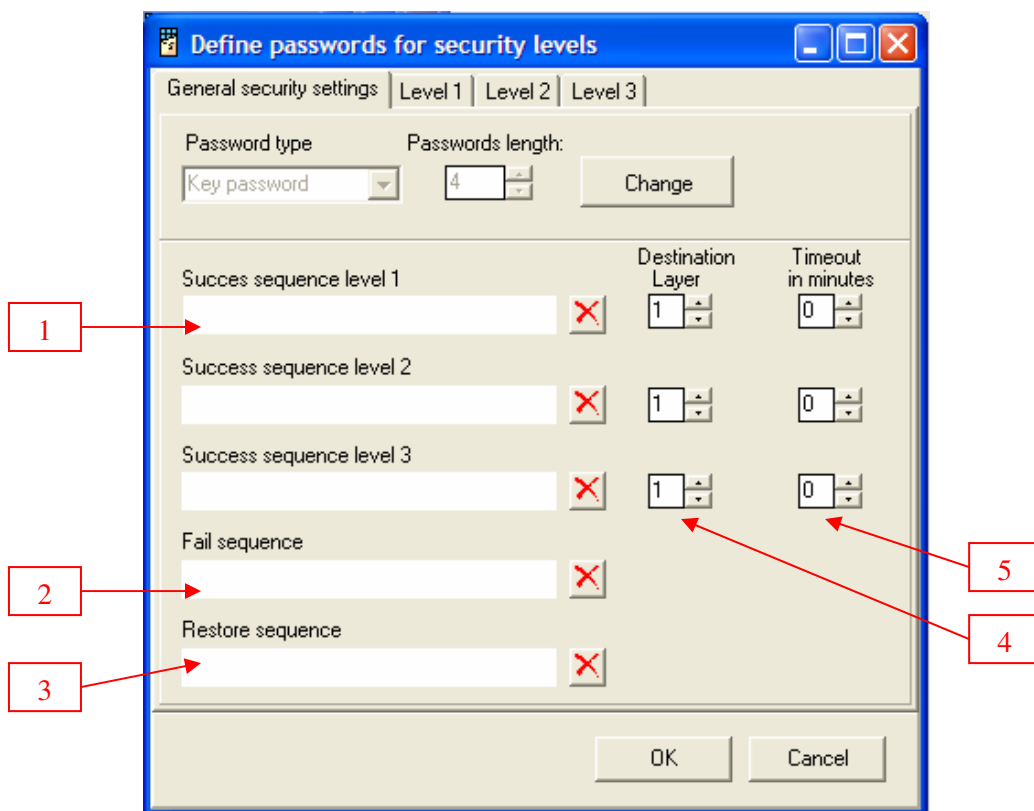 Define passwords for security levels
General security settings Level 1 Level 2 Level 3
Password type Passwords length:
Key password 4 Change
Destination Layer Timeout in minutes
Succes sequence level 1
1 1 0
Success sequence level 2
1 0
Success sequence level 3
1 0
Fail sequence
5
2
4
Restore sequence
3
OK Cancel